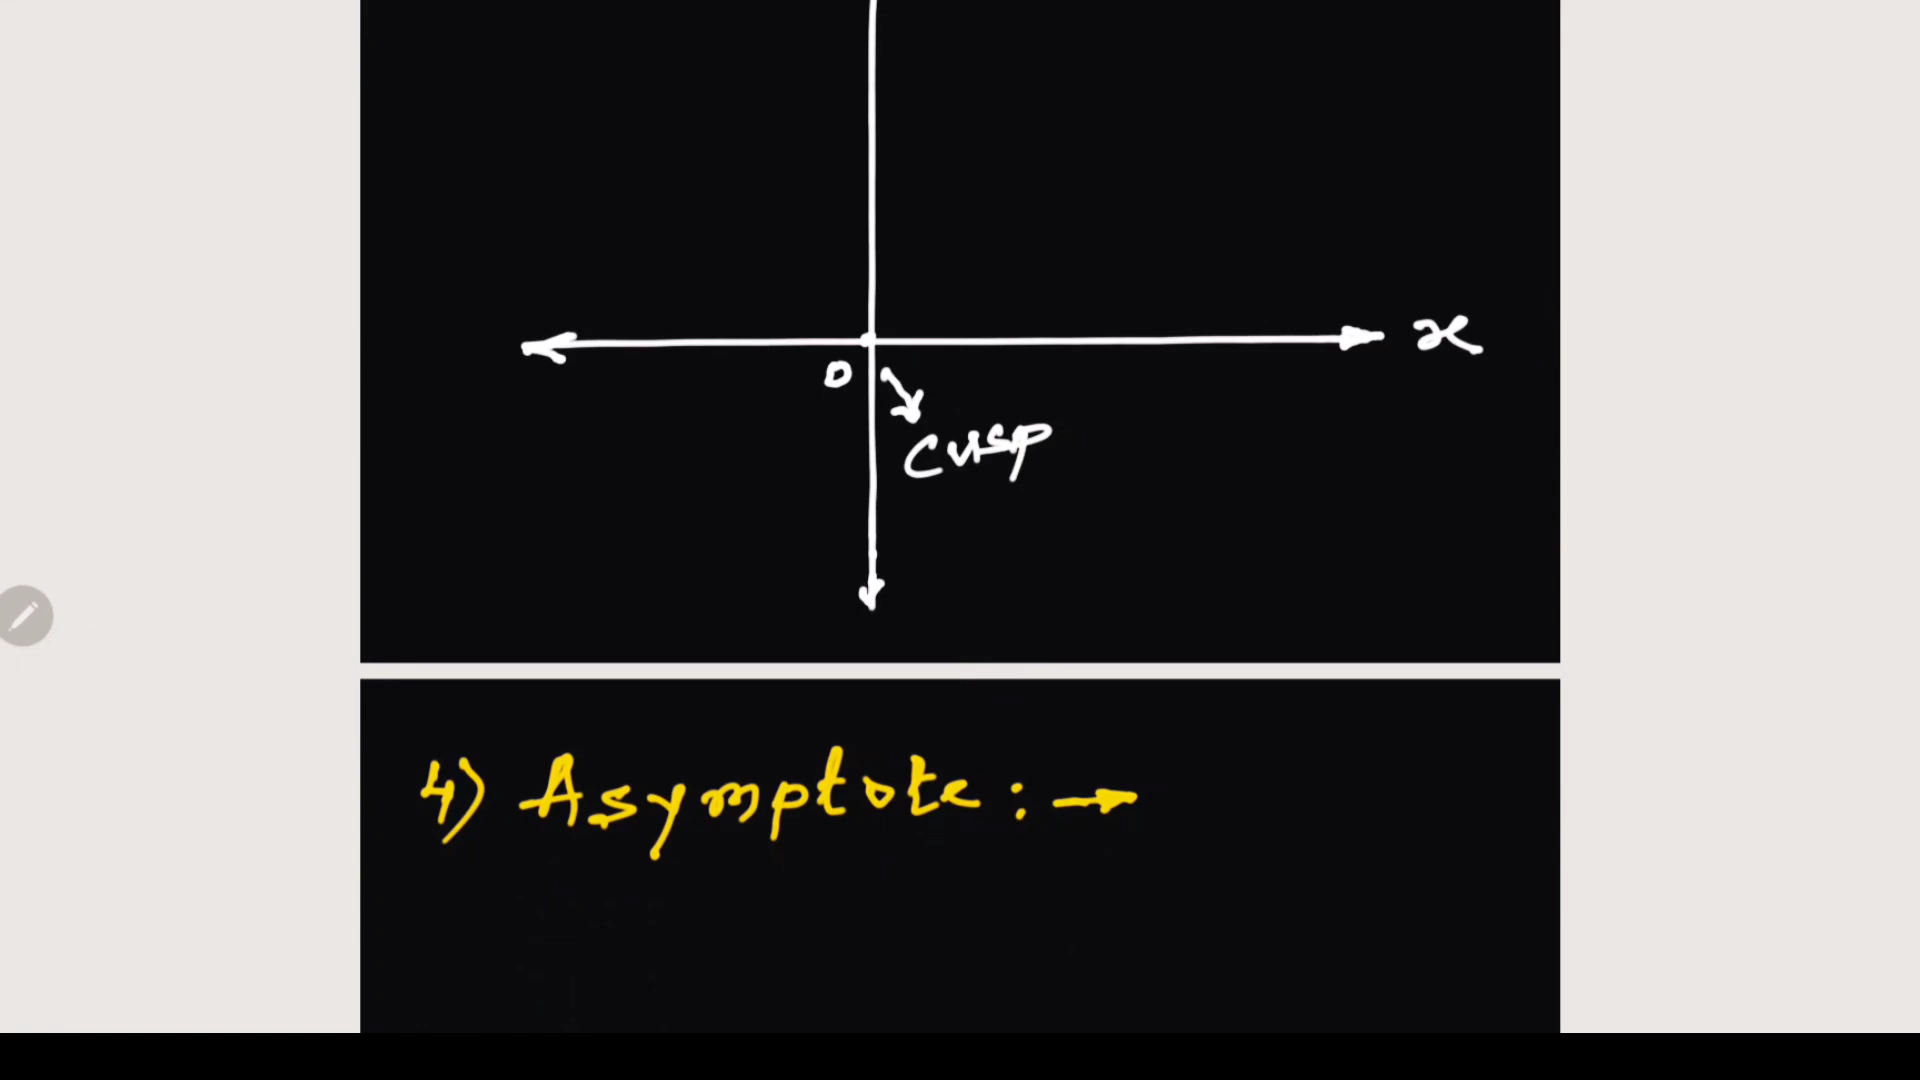 x
0
Cusp
4) Asymptote : →